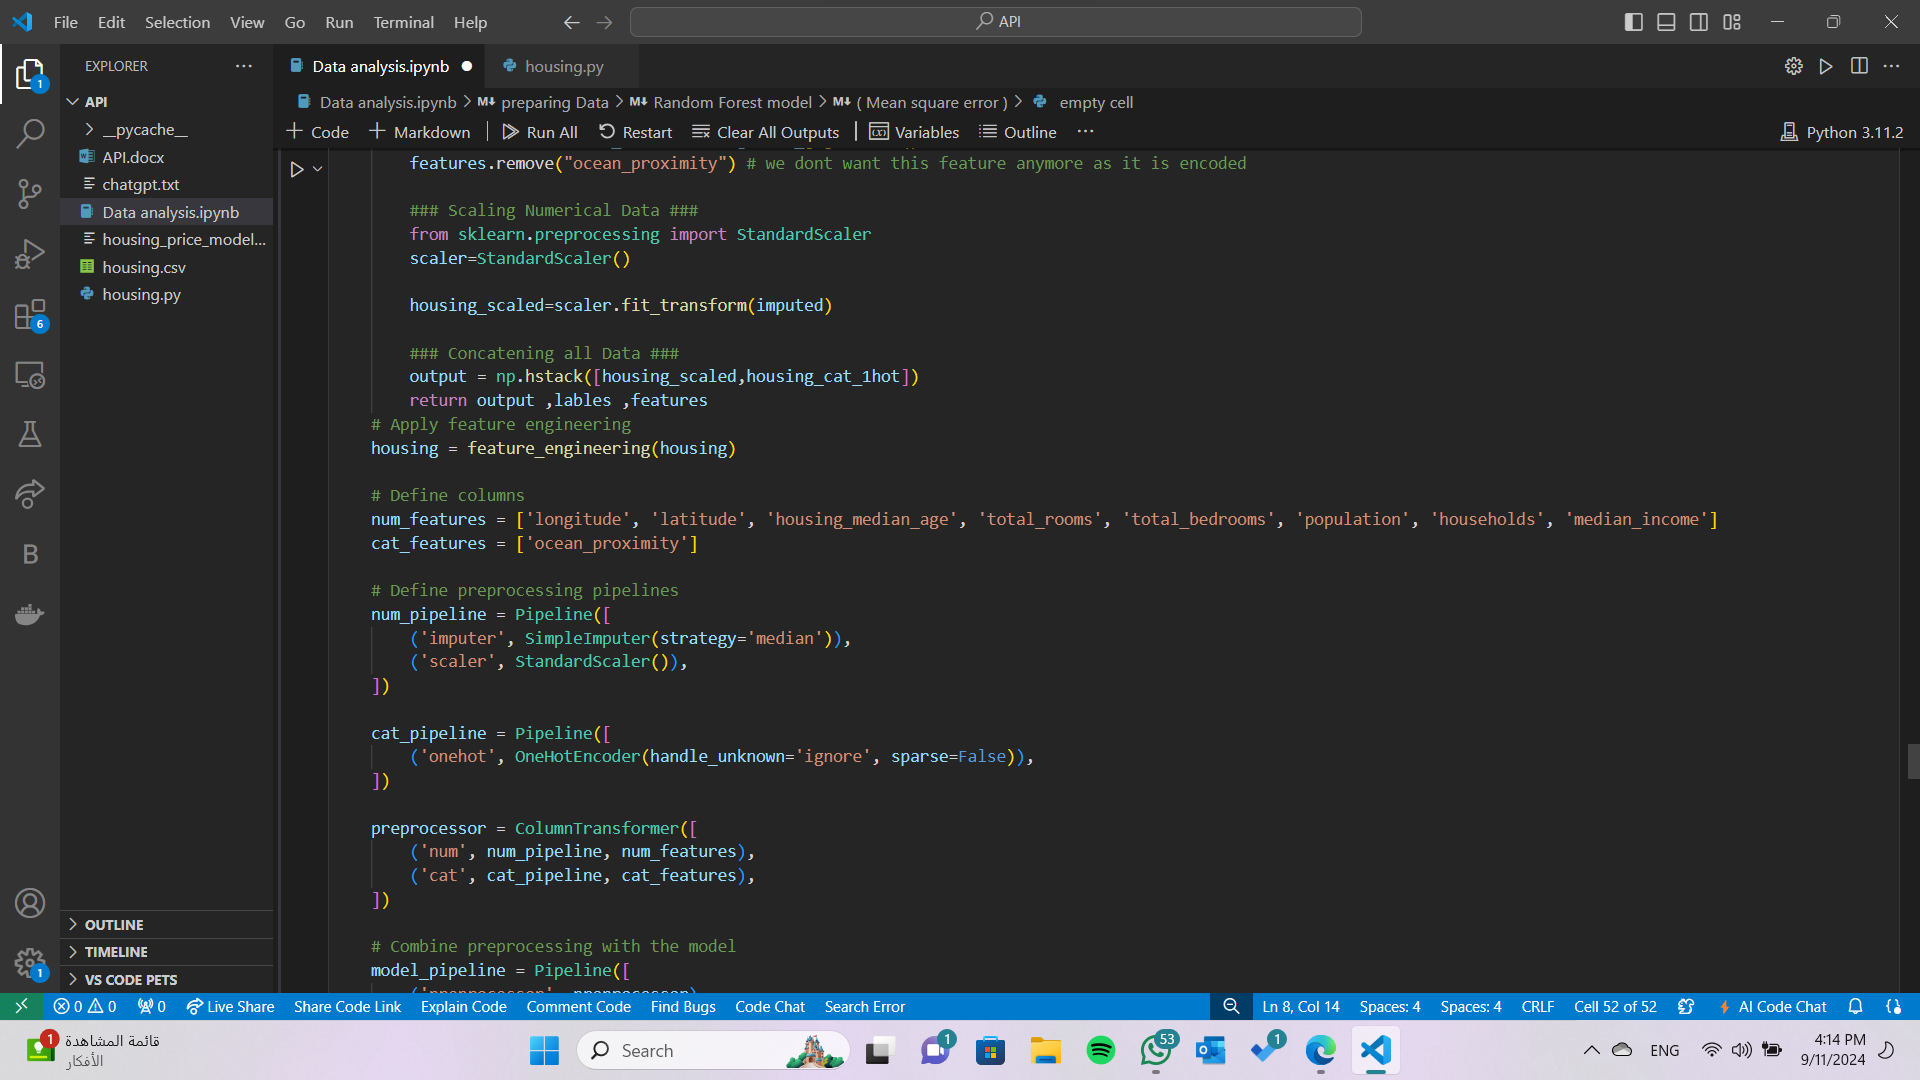 File Edit Selection View Go Run Terminal Help
API
EXPLORER
API
__pycache__
API.docx
chatgpt.txt
Data analysis.ipynb
housing_price_model...
housing.csv
housing.py
OUTLINE
TIMELINE
VS CODE PETS
1
6
B
1
Data analysis.ipynb
housing.py
Data analysis.ipynb > M↓ preparing Data > M↓ Random Forest model > M↓ ( Mean square error ) > empty cell
+ Code + Markdown | Run All Restart Clear All Outputs | Variables Outline ... Python 3.11.2
features.remove("ocean_proximity") # we dont want this feature anymore as it is encoded
### Scaling Numerical Data ###
from sklearn.preprocessing import StandardScaler
scaler=StandardScaler()
housing_scaled=scaler.fit_transform(imputed)
### Concatening all Data ###
output = np.hstack([housing_scaled,housing_cat_1hot])
return output ,lables ,features
# Apply feature engineering
housing = feature_engineering(housing)
# Define columns
num_features = ['longitude', 'latitude', 'housing_median_age', 'total_rooms', 'total_bedrooms', 'population', 'households', 'median_income']
cat_features = ['ocean_proximity']
# Define preprocessing pipelines
num_pipeline = Pipeline([
('imputer', SimpleImputer(strategy='median')),
('scaler', StandardScaler()),
])
cat_pipeline = Pipeline([
('onehot', OneHotEncoder(handle_unknown='ignore', sparse=False)),
])
preprocessor = ColumnTransformer([
('num', num_pipeline, num_features),
('cat', cat_pipeline, cat_features),
])
# Combine preprocessing with the model
model_pipeline = Pipeline([
0 0 0 Live Share Share Code Link Explain Code Comment Code Find Bugs Code Chat Search Error Ln 8, Col 14 Spaces: 4 Spaces: 4 CRLF Cell 52 of 52 AI Code Chat
1 قائمة المشاهدة
الأفكار
Search
1
53
1
ENG
4:14 PM
9/11/2024